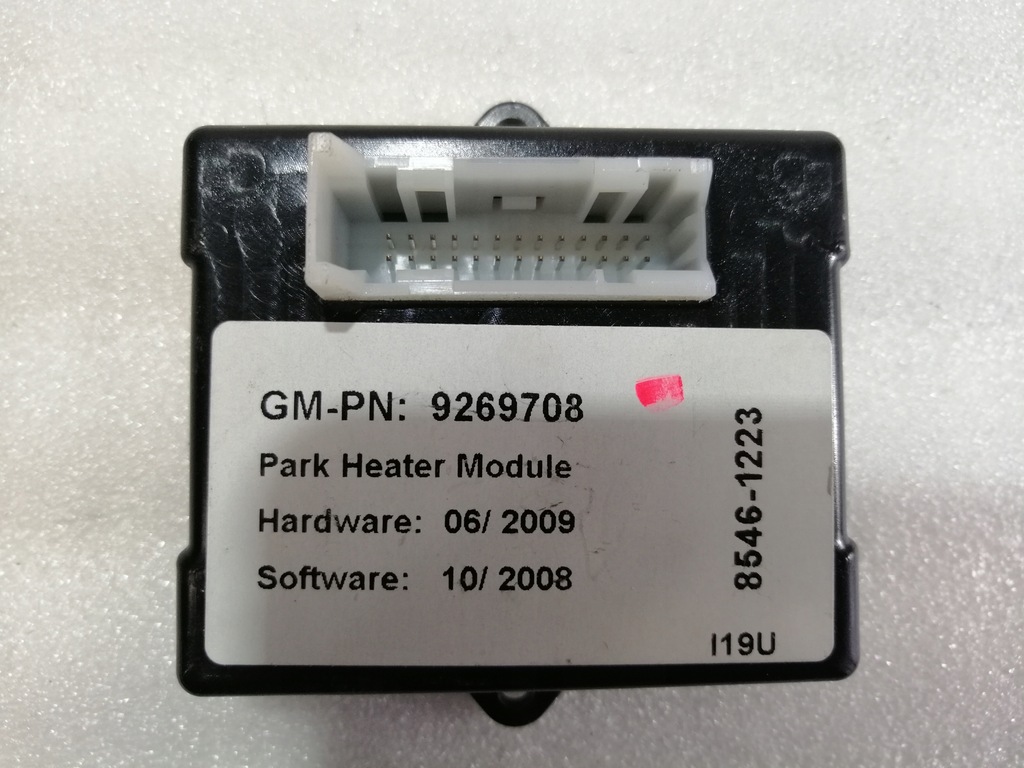 GM-PN: 9269708
Park Heater Module
Hardware: 06/ 2009
Software: 10/ 2008
8546-1223
I19U